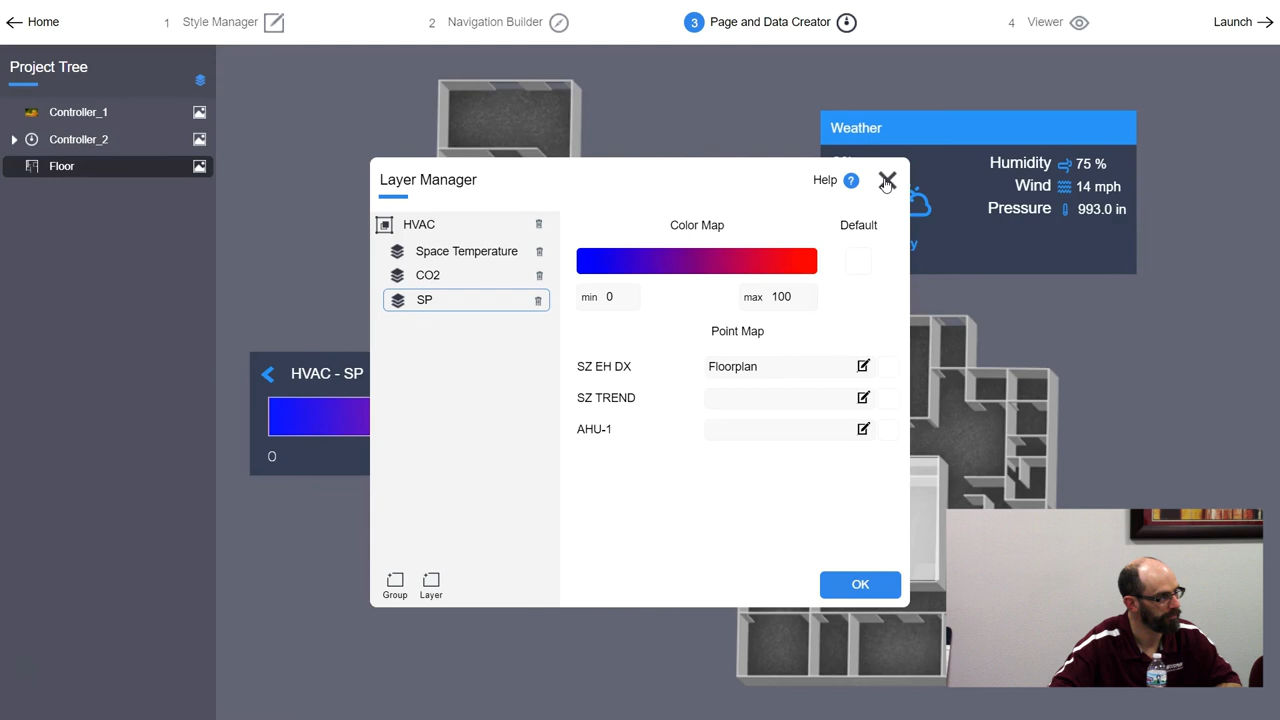 Home
1 Style Manager
2 Navigation Builder
3 Page and Data Creator
4 Viewer
Launch
Project Tree
Controller_1
Controller_2
Floor
Weather
Humidity 75 %
Wind 14 mph
Pressure 993.0 in
HVAC - SP
0
Layer Manager
Help ?
HVAC
Space Temperature
CO2
SP
Group
Layer
Color Map
Default
min 0
max 100
Point Map
SZ EH DX
Floorplan
SZ TREND
AHU-1
OK